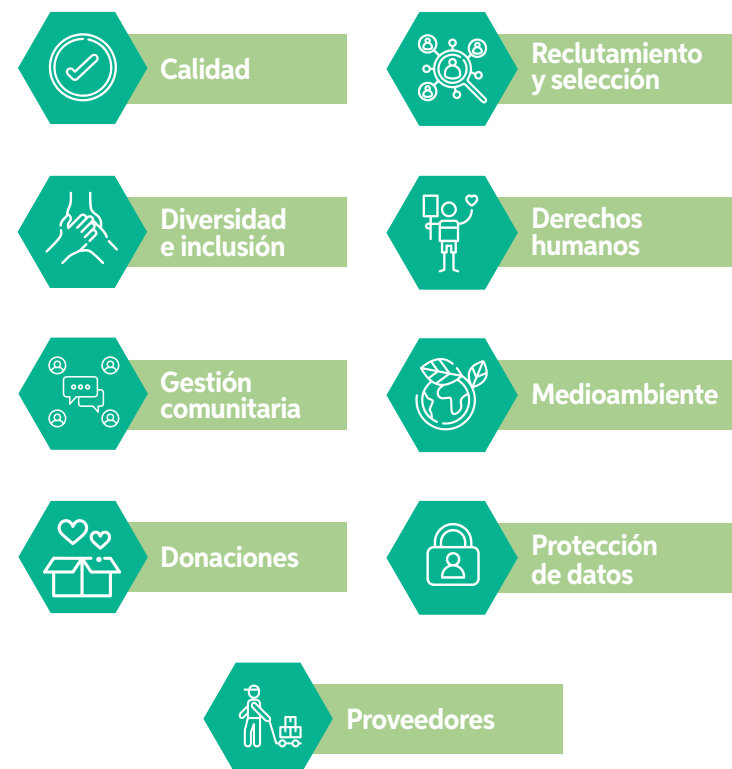 Calidad
Reclutamiento
y selección
Diversidad
e inclusión
Derechos
humanos
Gestión
comunitaria
Medioambiente
Donaciones
Protección
de datos
Proveedores